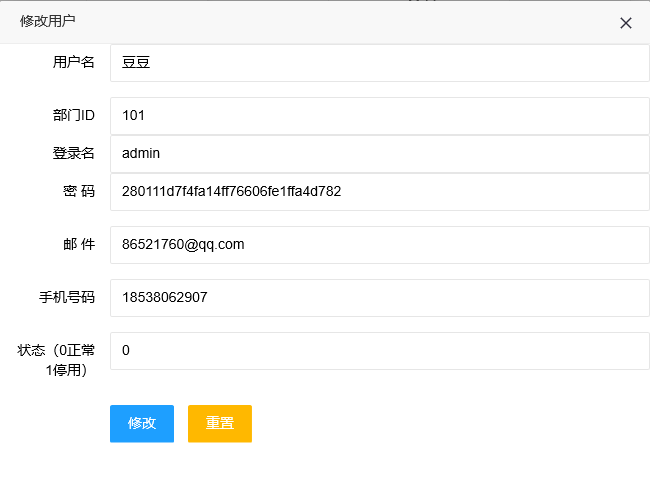 修改用户
用户名 豆豆
部门ID 101
登录名 admin
密 码 280111d7f4fa14ff76606fe1ffa4d782
邮 件 86521760@qq.com
手机号码 18538062907
状态（0正常 0
1停用）
修改 重置